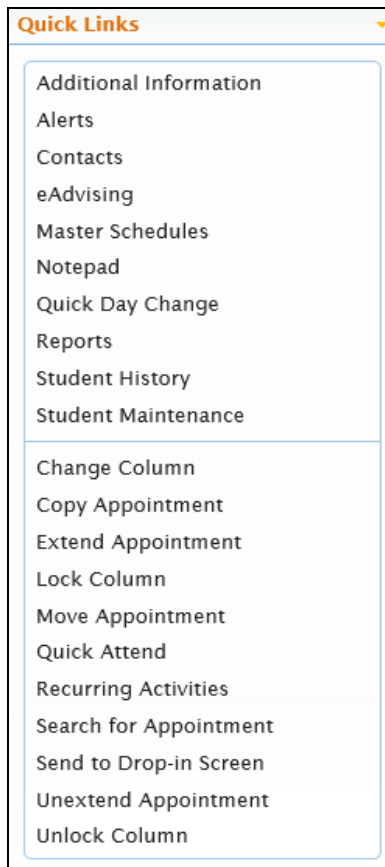 Quick Links
Additional Information
Alerts
Contacts
eAdvising
Master Schedules
Notepad
Quick Day Change
Reports
Student History
Student Maintenance
Change Column
Copy Appointment
Extend Appointment
Lock Column
Move Appointment
Quick Attend
Recurring Activities
Search for Appointment
Send to Drop-in Screen
Unextend Appointment
Unlock Column